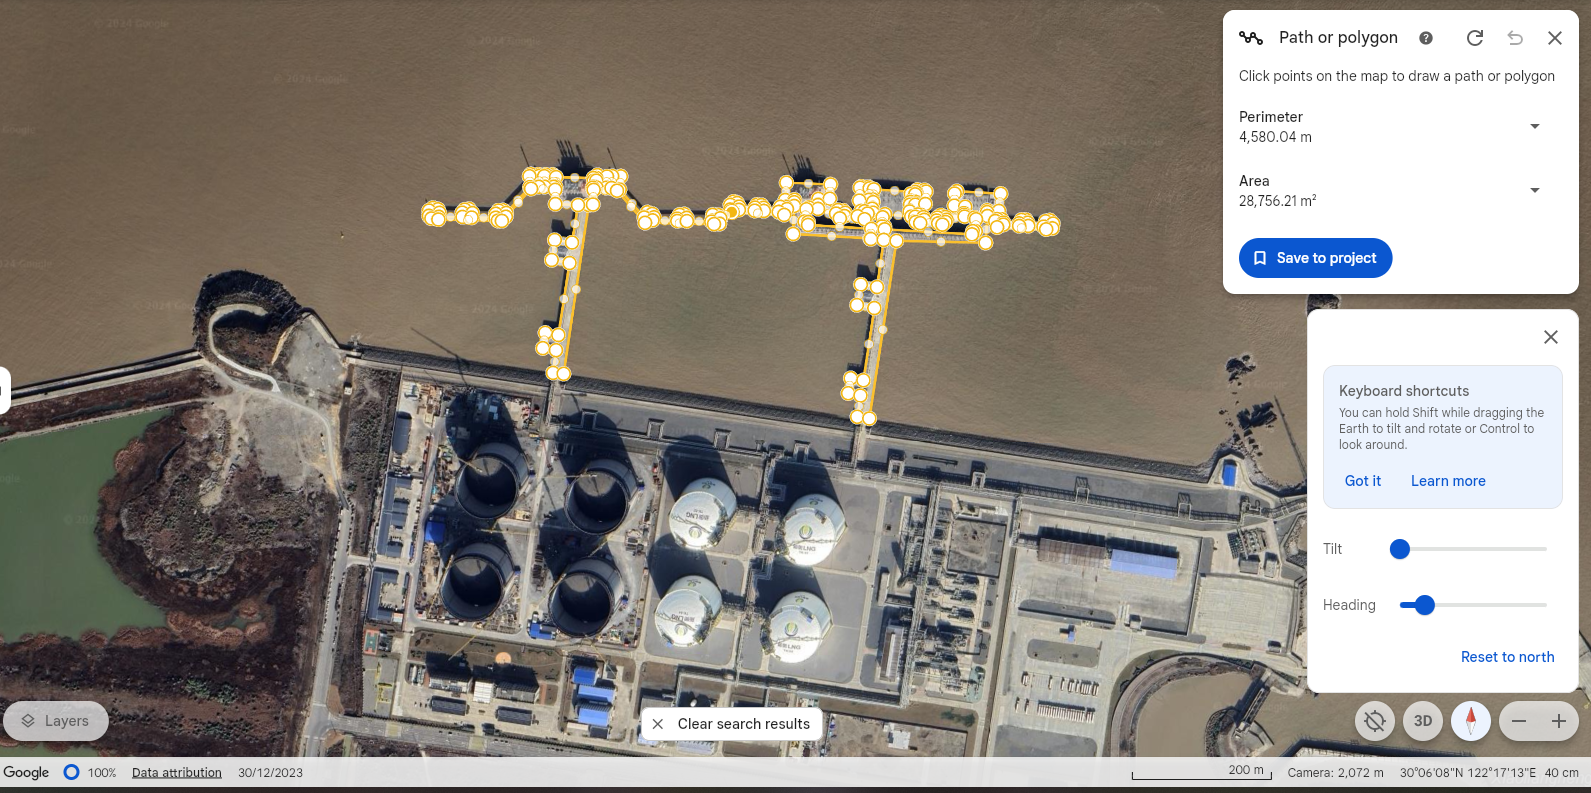 Path or polygon
Click points on the map to draw a path or polygon
Perimeter
4,580.04 m
Area
28,756.21 m²
Save to project
Keyboard shortcuts
You can hold Shift while dragging the
Earth to tilt and rotate or Control to
look around.
Got it
Learn more
Tilt
Heading
Reset to north
Layers
Clear search results
3D
Google
100%
Data attribution
30/12/2023
200 m
Camera: 2,072 m
30°06'08"N 122°17'13"E
40 cm